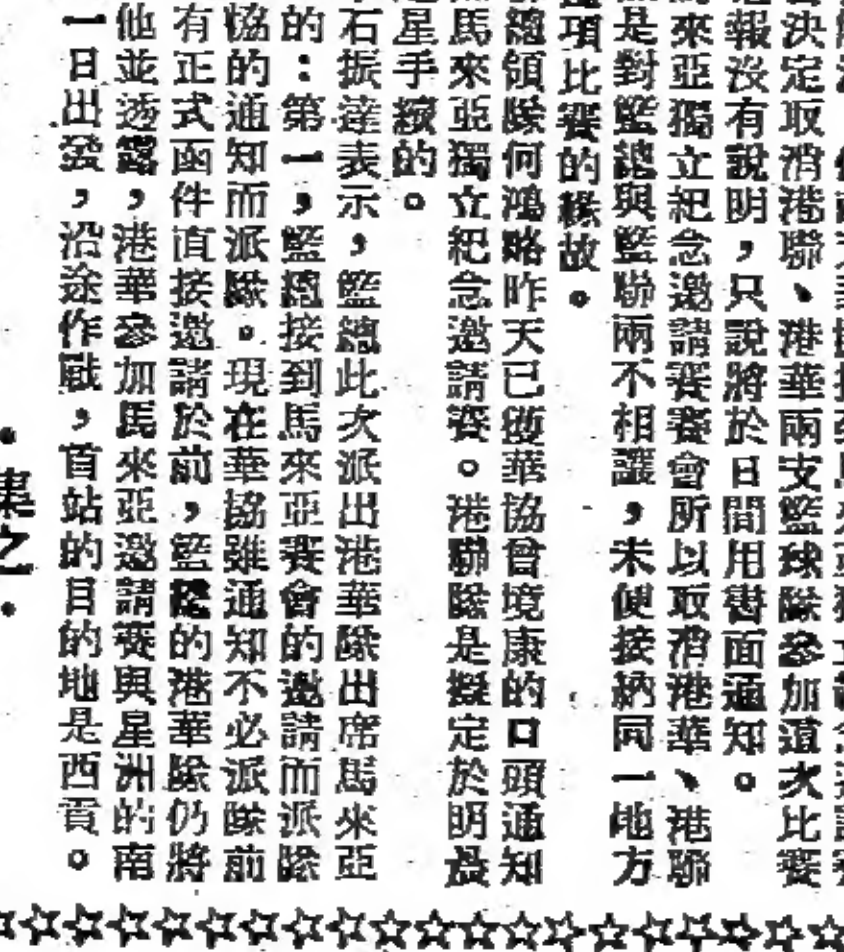 決定取消港聯、港華兩支籃球隊參加這次比賽
報沒有說明，只說將於日間用書面通知。
來亞獨立紀念邀請賽賽會所以取消港華、港聯
是對籃總與籃聯兩不相讓，未便接納同一地方
項比賽的緣故。
總領隊何鴻略昨天已獲華協曾境康的口頭通知
馬來亞獨立紀念邀請賽。港聯隊是擬定於明晨
星手續的。
石振達表示，籃總此次派出港華隊出席馬來亞
的：第一，籃總接到馬來亞賽會的邀請而派隊
協的通知而派隊。現在華協雖通知不必派隊前
有正式函件直接邀請於前，籃總的港華隊仍將
他並透露，港華參加馬來亞邀請賽與星洲的南
一日出發，沿途作戰，首站的目的地是西貢。
·集之·